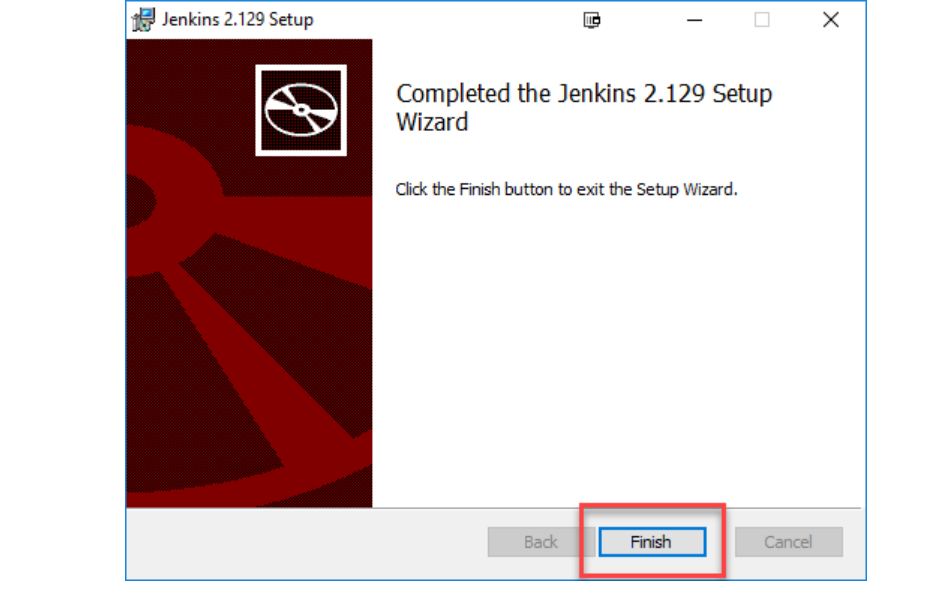 Jenkins 2.129 Setup
Completed the Jenkins 2.129 Setup
Wizard
Click the Finish button to exit the Setup Wizard.
Back
Finish
Cancel